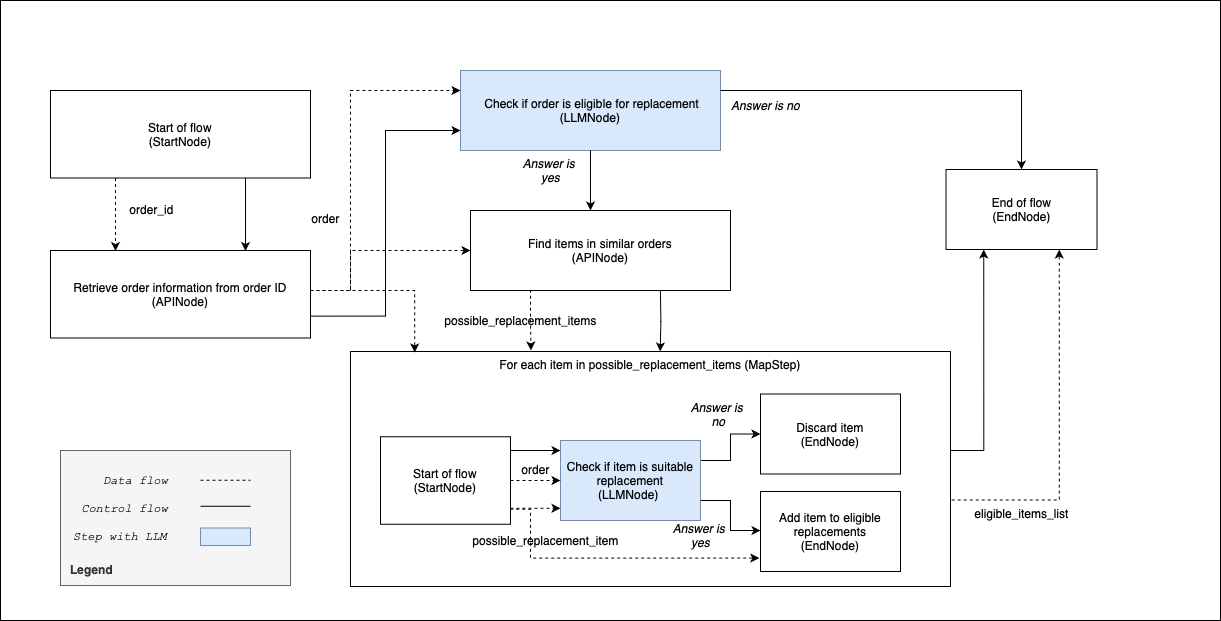 Start of flow
(StartNode)
order_id
Retrieve order information from order ID
(APINode)
order
Check if order is eligible for replacement
(LLMNode)
Answer is no
Answer is
yes
Find items in similar orders
(APINode)
End of flow
(EndNode)
possible_replacement_items
For each item in possible_replacement_items (MapStep)
Start of flow
(StartNode)
order
possible_replacement_item
Check if item is suitable
replacement
(LLMNode)
Answer is
no
Discard item
(EndNode)
Answer is
yes
Add item to eligible
replacements
(EndNode)
eligible_items_list
Data flow
Control flow
Step with LLM
Legend